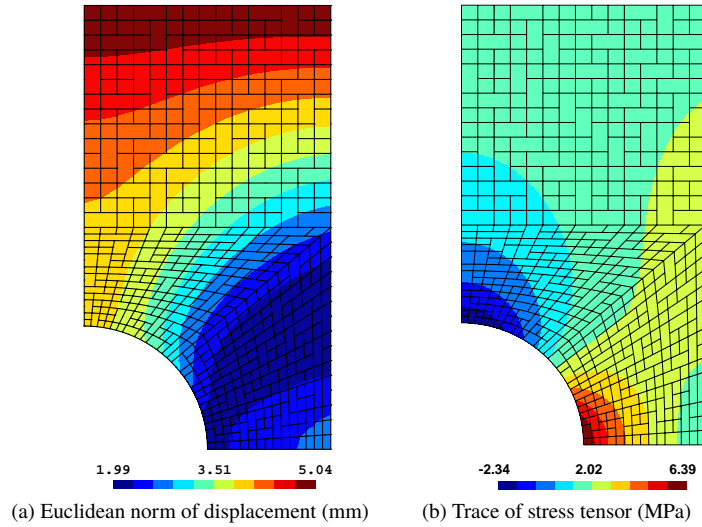 1.99 3.51 5.04
-2.34 2.02 6.39
(a) Euclidean norm of displacement (mm)
(b) Trace of stress tensor (MPa)